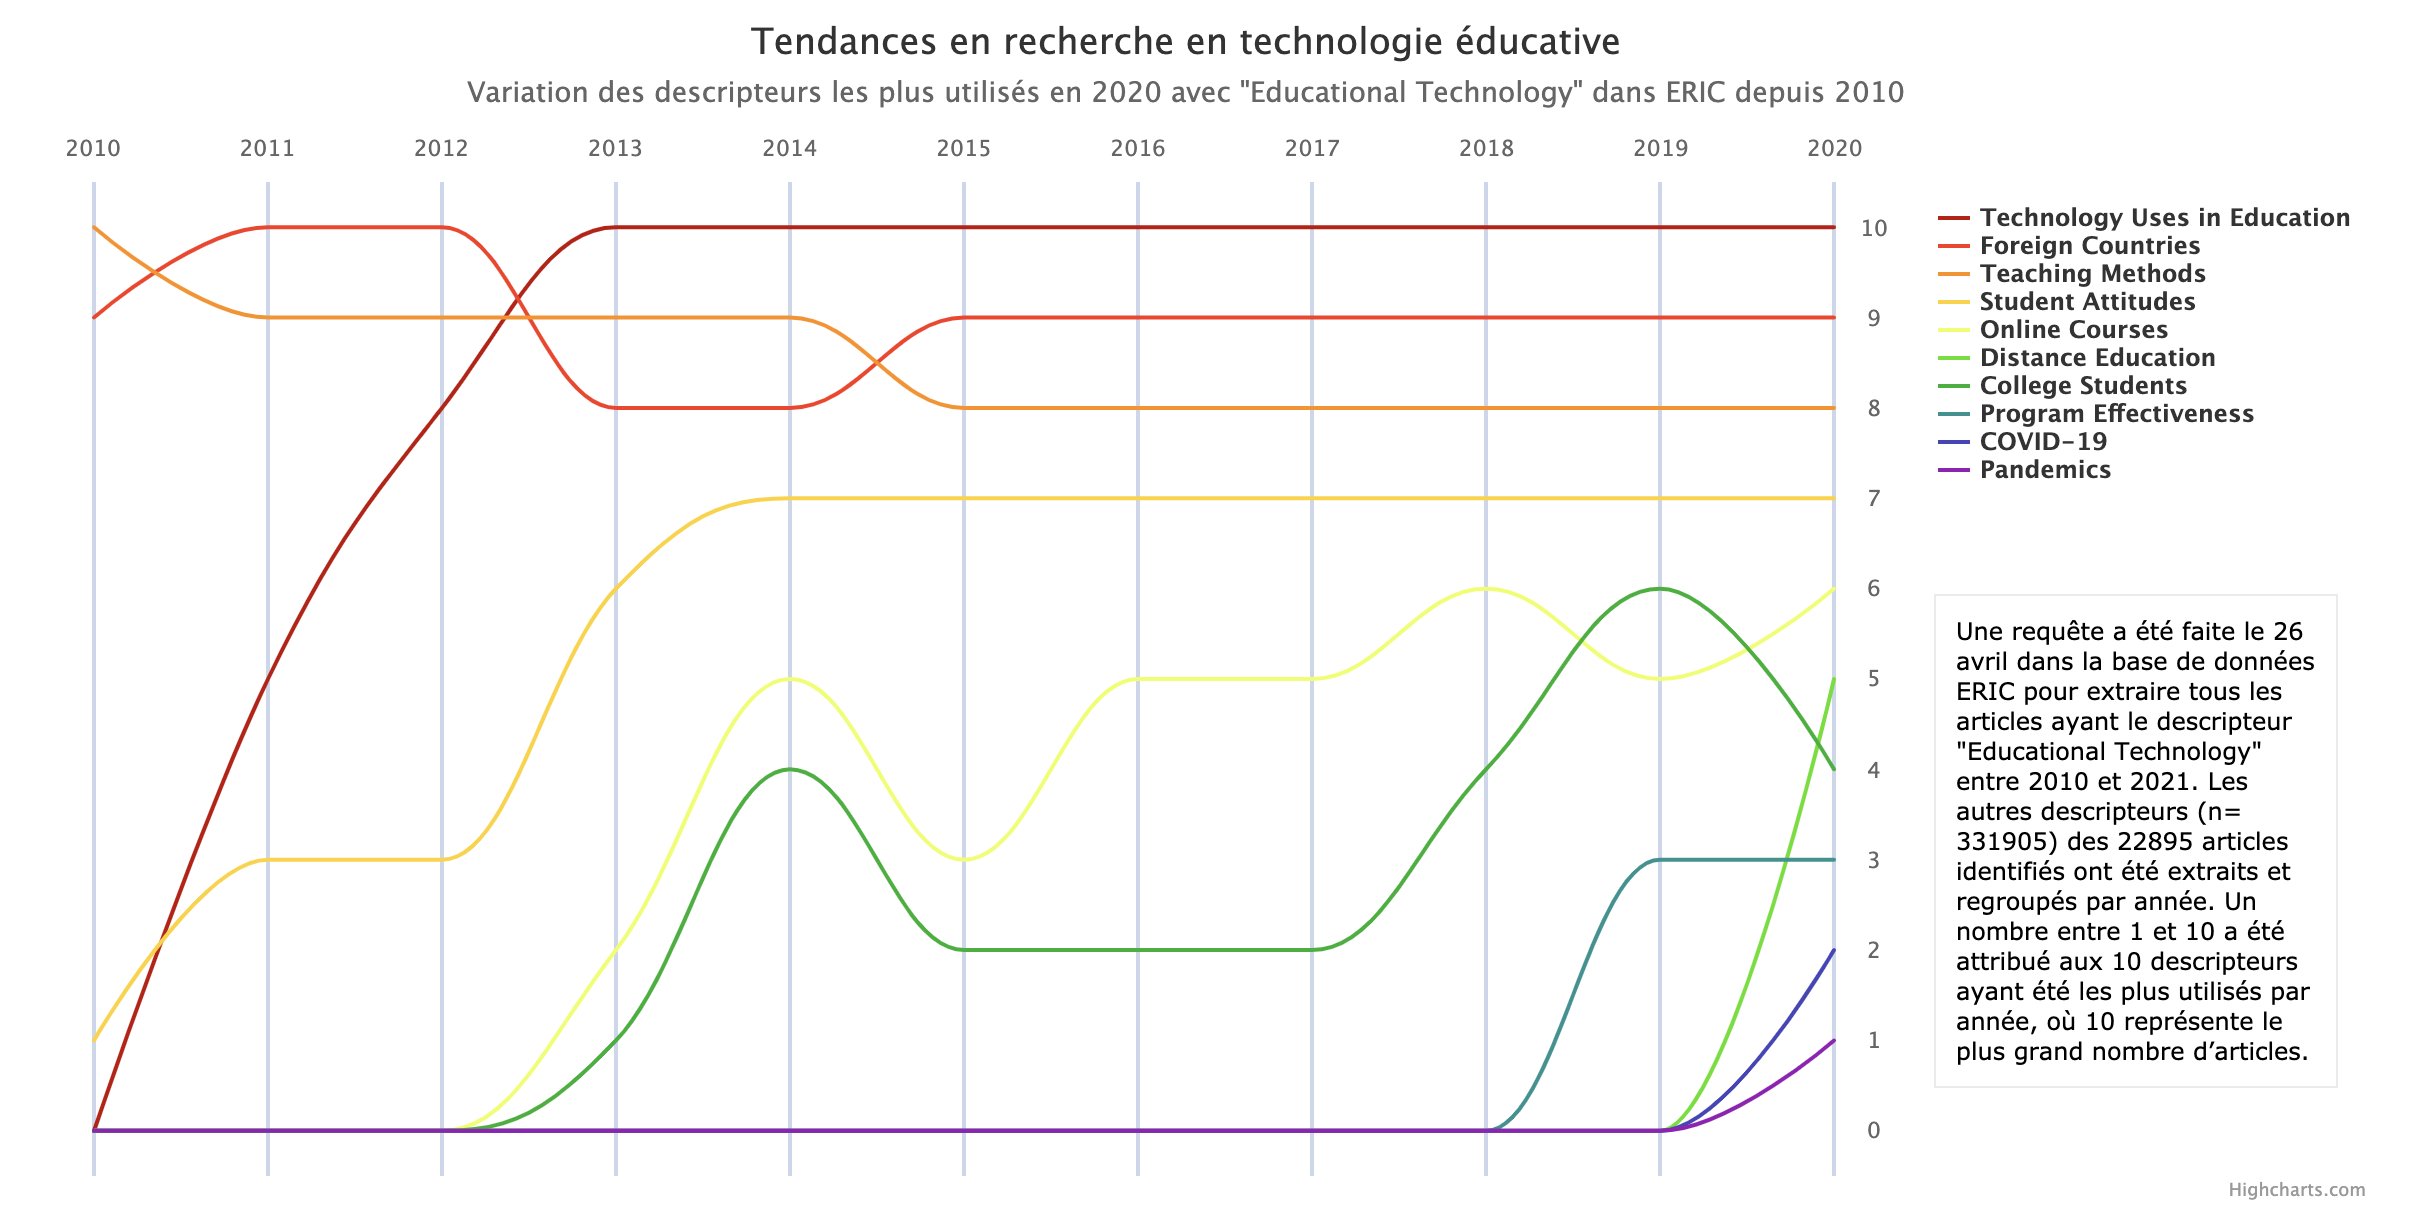 Tendances en recherche en technologie éducative
Variation des descripteurs les plus utilisés en 2020 avec "Educational Technology" dans ERIC depuis 2010
2010 2011 2012 2013 2014 2015 2016 2017 2018 2019 2020
10
9
8
7
6
5
4
3
2
1
0
Technology Uses in Education
Foreign Countries
Teaching Methods
Student Attitudes
Online Courses
Distance Education
College Students
Program Effectiveness
COVID-19
Pandemics
Une requête a été faite le 26
avril dans la base de données
ERIC pour extraire tous les
articles ayant le descripteur
"Educational Technology"
entre 2010 et 2021. Les
autres descripteurs (n=
331905) des 22895 articles
identifiés ont été extraits et
regroupés par année. Un
nombre entre 1 et 10 a été
attribué aux 10 descripteurs
ayant été les plus utilisés par
année, où 10 représente le
plus grand nombre d’articles.
Highcharts.com